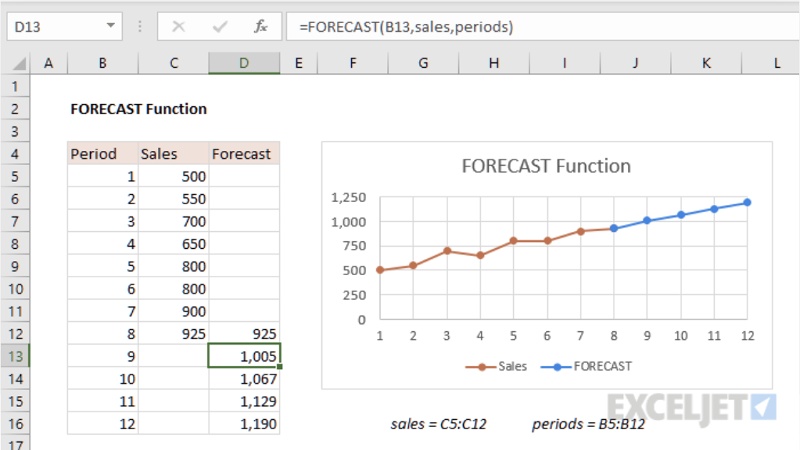 D13 fx =FORECAST(B13,sales,periods)
A B C D E F G H I J K L
1
2 FORECAST Function
3
4 Period Sales Forecast
5 1 500
6 2 550
7 3 700
8 4 650
9 5 800
10 6 800
11 7 900
12 8 925 925
13 9 1,005
14 10 1,067
15 11 1,129
16 12 1,190
17
FORECAST Function
1,250
1,000
750
500
250
0
1 2 3 4 5 6 7 8 9 10 11 12
Sales FORECAST
EXCELJET
sales = C5:C12 periods = B5:B12